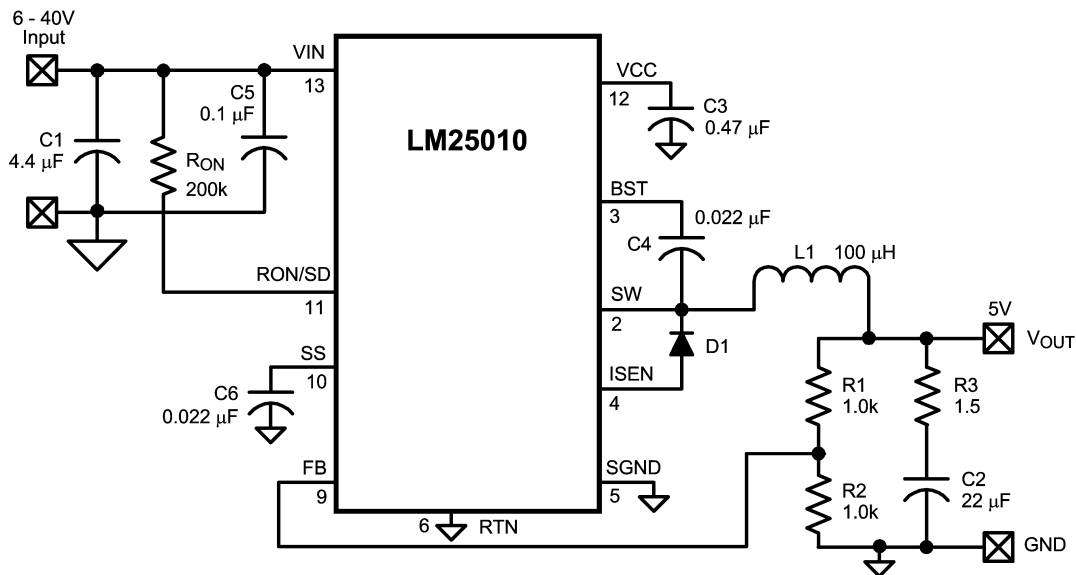 6 - 40V
Input
VIN
13
C5
0.1 μF
C1
4.4 μF
RON
200k
RON/SD
11
SS
10
C6
0.022 μF
FB
9
LM25010
6
RTN
VCC
12
C3
0.47 μF
BST
3
0.022 μF
C4
L1
100 μH
SW
2
D1
ISEN
4
SGND
5
5V
VOUT
R1
1.0k
R3
1.5
R2
1.0k
C2
22 μF
GND